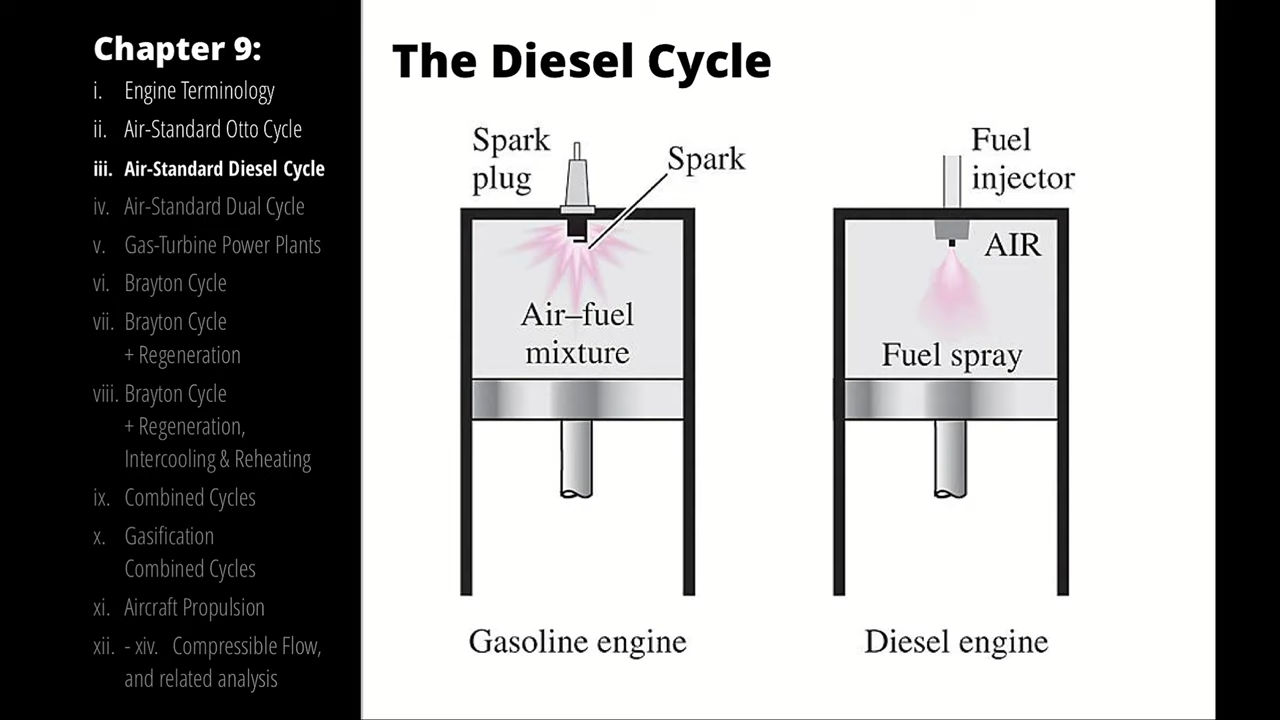 Chapter 9:
i. Engine Terminology
ii. Air-Standard Otto Cycle
iii. Air-Standard Diesel Cycle
iv. Air-Standard Dual Cycle
v. Gas-Turbine Power Plants
vi. Brayton Cycle
vii. Brayton Cycle
+ Regeneration
viii. Brayton Cycle
+ Regeneration,
Intercooling & Reheating
ix. Combined Cycles
x. Gasification
Combined Cycles
xi. Aircraft Propulsion
xii. - xiv. Compressible Flow,
and related analysis
The Diesel Cycle
Spark
plug
Spark
Air–fuel
mixture
Gasoline engine
Fuel
injector
AIR
Fuel spray
Diesel engine